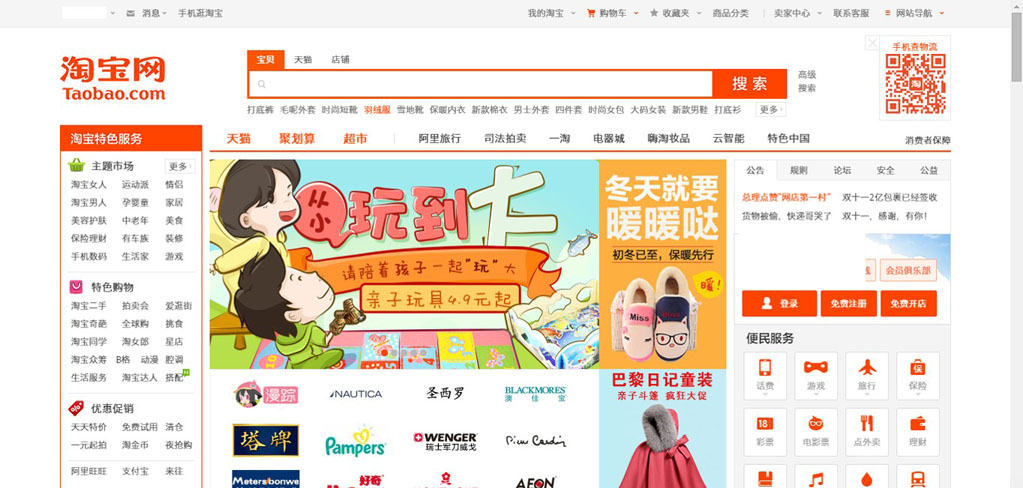 消息
手机逛淘宝
我的淘宝
购物车
收藏夹
商品分类
卖家中心
联系客服
网站导航
淘宝网
Taobao.com
宝贝
天猫
店铺
搜索
高级
搜索
打底裤 毛呢外套 时尚短靴 羽绒服 雪地靴 保暖内衣 新款棉衣 男士外套 四件套 时尚女包 大码女装 新款男鞋 打底衫
更多
手机查物流
淘宝特色服务
天猫 聚划算 超市 阿里旅行 司法拍卖 一淘 电器城 嗨淘妆品 云智能 特色中国
消费者保障
主题市场
更多
淘宝女人 运动派 情侣
淘宝男人 孕婴童 家居
美容护肤 中老年 美食
保险理财 有车族 装修
手机数码 生活家 游戏
特色购物
淘宝二手 拍卖会 爱逛街
淘宝奇葩 全球购 挑食
淘宝同学 淘女郎 星店
淘宝众筹 B格 动漫 腔调
生活服务 淘宝达人 搭配
优惠促销
天天特价 免费试用 清仓
一元起拍 淘金币 夜抢购
阿里旺旺 支付宝 来往
从小玩到大
请陪着孩子一起"玩"大
亲子玩具4.9元起
冬天就要
暖暖哒
初冬已至，保暖先行
暖！
Miss
Miss
漫踪
NAUTICA
圣西罗
BLACKMORES
澳佳宝
塔牌
Pampers
WENGER
瑞士军刀威戈
Pierre Cardin
Metersbonwe
好奇
AEON
巴黎日记童装
亲子斗篷 疯狂大促
公告 规则 论坛 安全 公益
总理点赞"网店第一村"
双十一2亿包裹已经签收
货物被偷，快递哥哭了
双十一，感谢，有你！
会员俱乐部
登录
免费注册
免费开店
便民服务
话费 游戏 旅行 保险
18
彩票 电影票 点外卖 理财